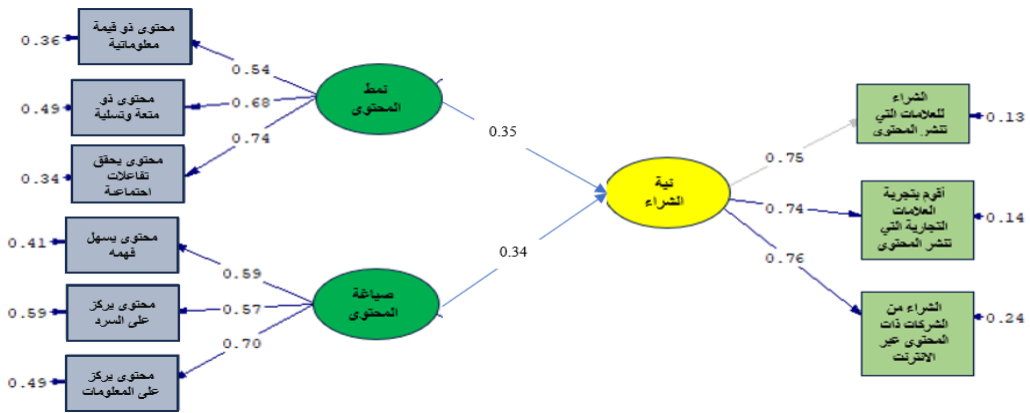 0.36
محتوى ذو قيمة
معلوماتية
0.54
0.49
محتوى ذو
متعة وتسلية
0.68
0.34
محتوى يحقق
تفاعلات
اجتماعية
0.74
نمط
المحتوى
0.35
0.41
محتوى يسهل
فهمه
0.59
0.59
محتوى يركز
على السرد
0.57
0.49
محتوى يركز
على المعلومات
0.70
صياغة
المحتوى
0.34
نية
الشراء
0.75
الشراء
للعلامات التي
تنشر المحتوى
0.13
0.74
أقوم بتجربة
العلامات
التجارية التي
تنشر المحتوى
0.14
0.76
الشراء من
الشركات ذات
المحتوى عبر
الانترنت
0.24